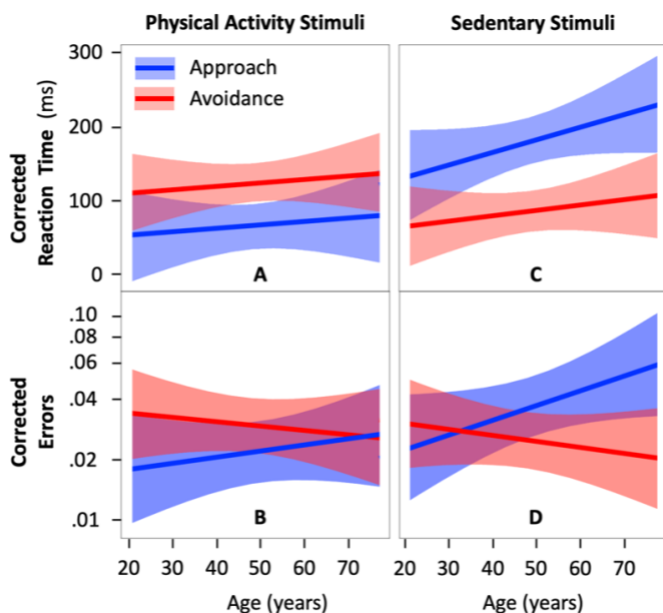 Physical Activity Stimuli
Sedentary Stimuli
Corrected
Reaction Time (ms)
300
200
100
0
Approach
Avoidance
A
C
Corrected
Errors
.10
.08
.06
.04
.02
.01
B
D
20 30 40 50 60 70
20 30 40 50 60 70
Age (years)
Age (years)